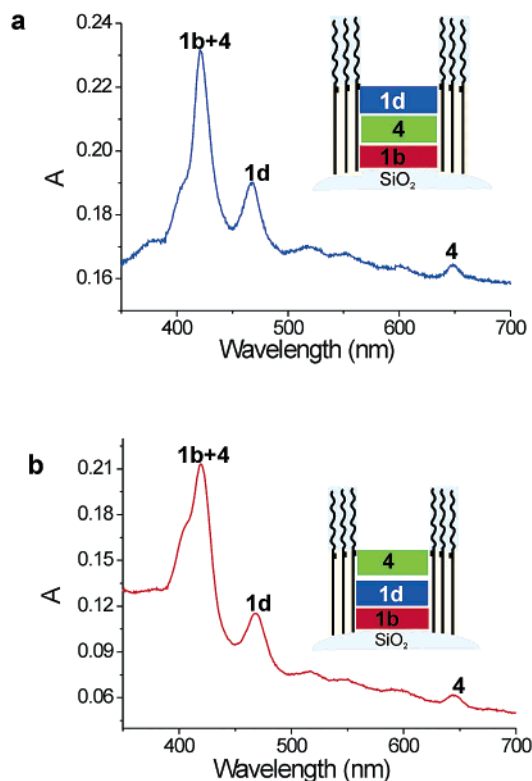 a
0.24
0.22
0.20
0.18
0.16
A
1b+4
1d
4
1d
4
1b
SiO₂
400 500 600 700
Wavelength (nm)
b
0.21
0.18
0.15
0.12
0.09
0.06
A
1b+4
1d
4
4
1d
1b
SiO₂
400 500 600 700
Wavelength (nm)